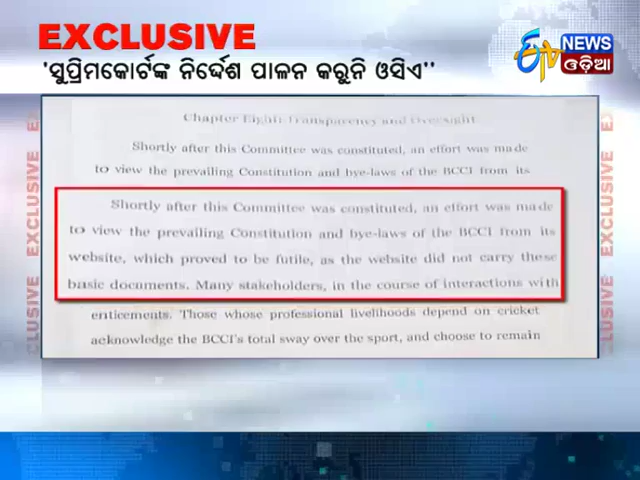 EXCLUSIVE
'ସୁପ୍ରିମକୋର୍ଟଙ୍କ ନିର୍ଦ୍ଦେଶ ପାଳନ କରୁନି ଓସିଏ''
ETV NEWS
ଓଡ଼ିଆ
Chapter Eight: Transparency and Oversight
Shortly after this Committee was constituted, an effort was made
to view the prevailing Constitution and bye-laws of the BCCI from its
Shortly after this Committee was constituted, an effort was made
to view the prevailing Constitution and bye-laws of the BCCI from its
website, which proved to be futile, as the website did not carry these
basic documents. Many stakeholders, in the course of interactions with
enticements. Those whose professional livelihoods depend on cricket
acknowledge the BCCI's total sway over the sport, and choose to remain
EXCLUSIVE
EXCLUSIVE
EXCLUSIVE
EXCLUSIVE